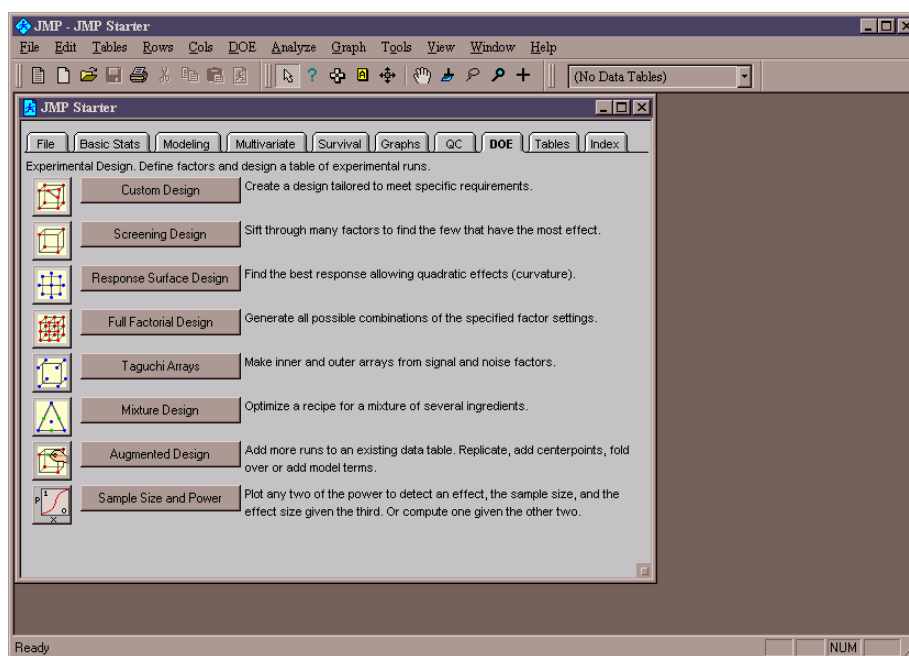 JMP - JMP Starter
File Edit Tables Rows Cols DOE Analyze Graph Tools View Window Help
? A (No Data Tables)
JMP Starter
File Basic Stats Modeling Multivariate Survival Graphs QC DOE Tables Index
Experimental Design. Define factors and design a table of experimental runs.
Custom Design Create a design tailored to meet specific requirements.
Screening Design Sift through many factors to find the few that have the most effect.
Response Surface Design Find the best response allowing quadratic effects (curvature).
Full Factorial Design Generate all possible combinations of the specified factor settings.
Taguchi Arrays Make inner and outer arrays from signal and noise factors.
Mixture Design Optimize a recipe for a mixture of several ingredients.
Augmented Design Add more runs to an existing data table. Replicate, add centerpoints, fold
over or add model terms.
P 1 0 X Sample Size and Power Plot any two of the power to detect an effect, the sample size, and the
effect size given the third. Or compute one given the other two.
Ready NUM